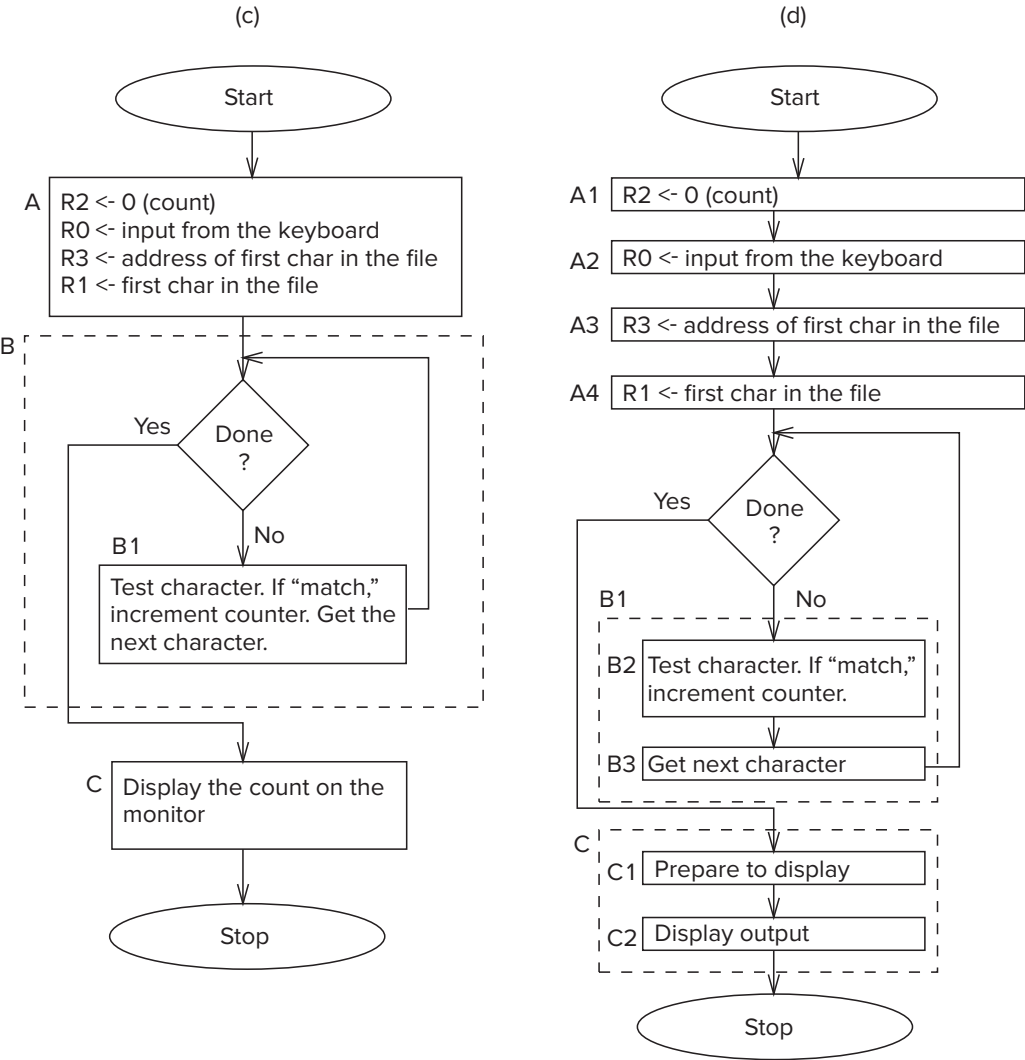 (c)
Start
A
R2 <- 0 (count)
R0 <- input from the keyboard
R3 <- address of first char in the file
R1 <- first char in the file
B
Done
?
Yes
No
B1
Test character. If “match,”
increment counter. Get the
next character.
C
Display the count on the
monitor
Stop
(d)
Start
A1 R2 <- 0 (count)
A2 R0 <- input from the keyboard
A3 R3 <- address of first char in the file
A4 R1 <- first char in the file
Done
?
Yes
No
B1
B2 Test character. If “match,”
increment counter.
B3 Get next character
C
C1 Prepare to display
C2 Display output
Stop